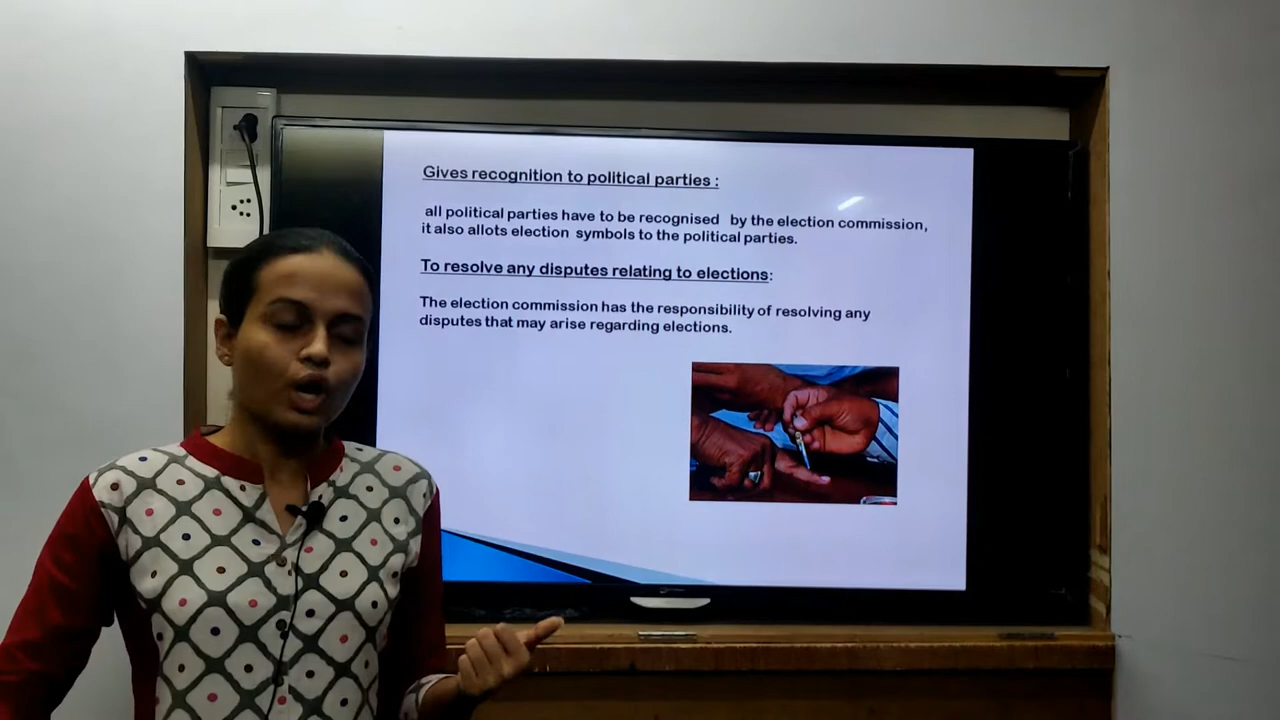 Gives recognition to political parties :
all political parties have to be recognised by the election commission,
it also allots election symbols to the political parties.
To resolve any disputes relating to elections:
The election commission has the responsibility of resolving any
disputes that may arise regarding elections.